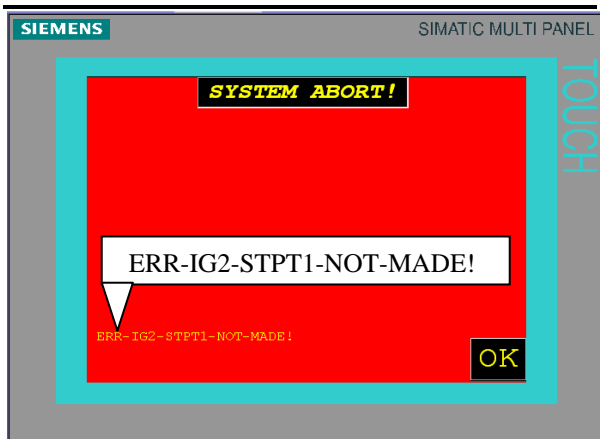 SIEMENS
SIMATIC MULTI PANEL
TOUCH
SYSTEM ABORT!
ERR-IG2-STPT1-NOT-MADE!
ERR-IG2-STPT1-NOT-MADE!
OK